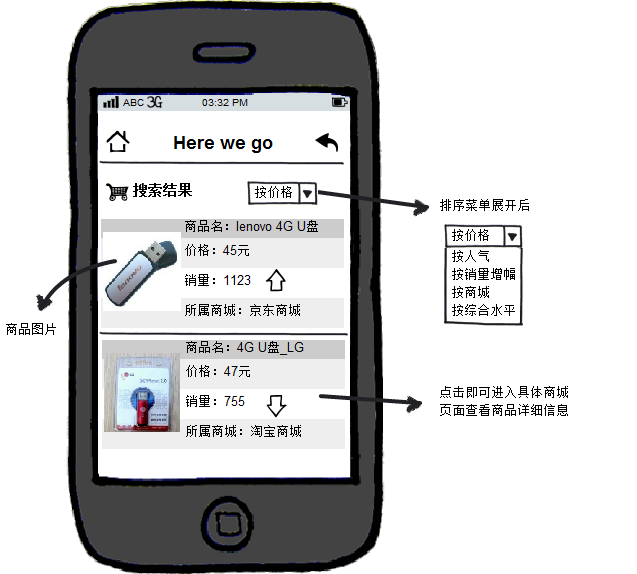 ABC 3G 03:32 PM
Here we go
搜索结果
按价格
商品名：lenovo 4G U盘
价格：45元
销量：1123
所属商城：京东商城
商品名：4G U盘_LG
价格：47元
销量：755
所属商城：淘宝商城
商品图片
排序菜单展开后
按价格
按人气
按销量增幅
按商城
按综合水平
点击即可进入具体商城
页面查看商品详细信息
lenovo